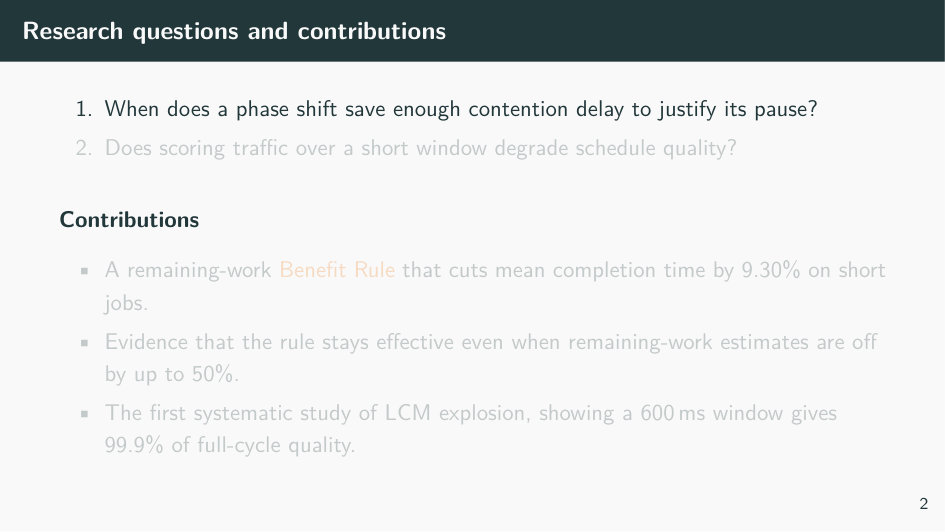 Research questions and contributions
1. When does a phase shift save enough contention delay to justify its pause?
2. Does scoring traffic over a short window degrade schedule quality?
Contributions
▪ A remaining-work Benefit Rule that cuts mean completion time by 9.30% on short
jobs.
▪ Evidence that the rule stays effective even when remaining-work estimates are off
by up to 50%.
▪ The first systematic study of LCM explosion, showing a 600 ms window gives
99.9% of full-cycle quality.
2